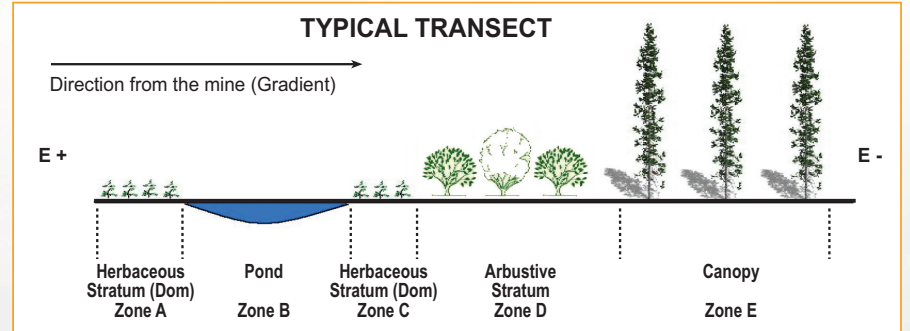 TYPICAL TRANSECT
Direction from the mine (Gradient)
E +
E -
Herbaceous
Stratum (Dom)
Zone A
Pond
Zone B
Herbaceous
Stratum (Dom)
Zone C
Arbustive
Stratum
Zone D
Canopy
Zone E